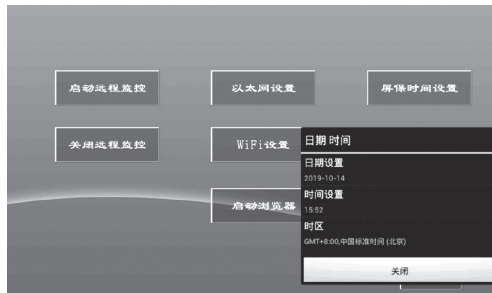 启动远程监控
以太网设置
屏保时间设置
关闭远程监控
WiFi设置
启动浏览器
日期 时间
日期设置
2019-10-14
时间设置
15:52
时区
GMT+8:00,中国标准时间 (北京)
关闭